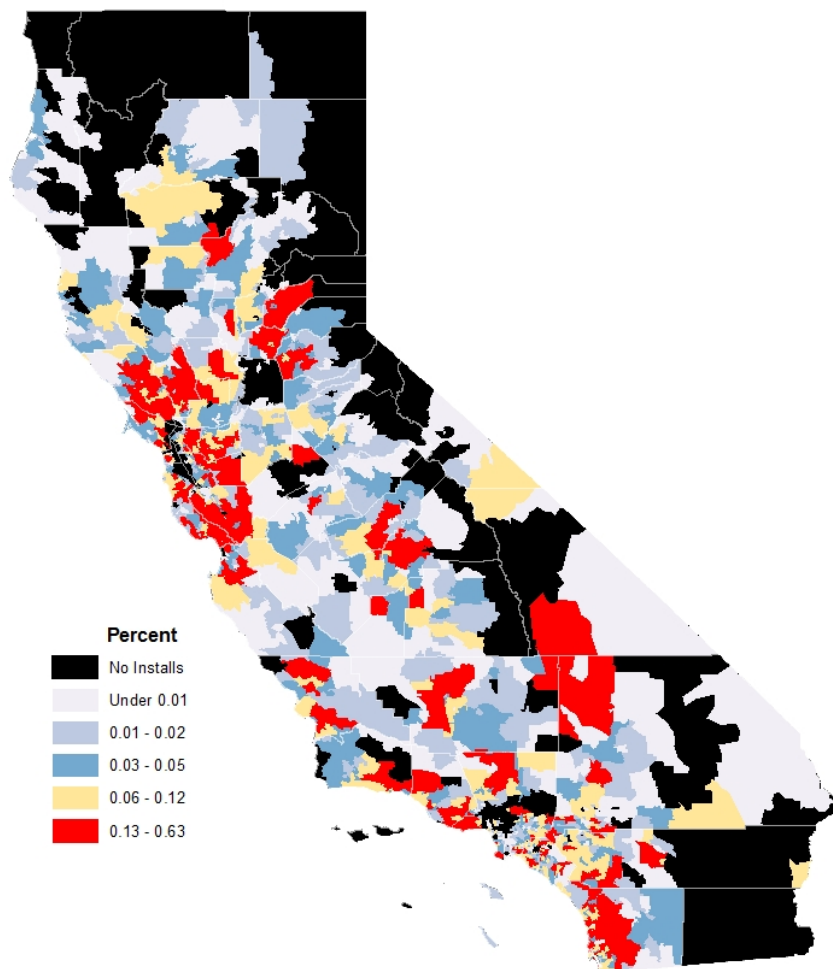 Percent
No Installs
Under 0.01
0.01 - 0.02
0.03 - 0.05
0.06 - 0.12
0.13 - 0.63